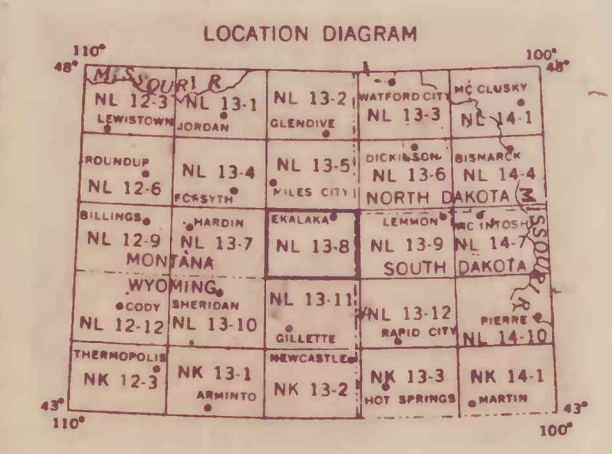 LOCATION DIAGRAM
110°
100°
48°
48°
MISSOURI R
NL 12-3
LEWISTOWN
NL 13-1
JORDAN
NL 13-2
GLENDIVE
WATFORD CITY
NL 13-3
MC CLUSKY
NL 14-1
ROUNDUP
NL 12-6
NL 13-4
FORSYTH
NL 13-5
MILES CITY
DICKINSON
NL 13-6
BISMARCK
NL 14-4
NORTH DAKOTA
BILLINGS
NL 12-9
HARDIN
NL 13-7
MONTANA
EKALAKA
NL 13-8
LEMMON
NL 13-9
MC INTOSH
NL 14-7
SOUTH DAKOTA
MISSOURI R
WYOMING
CODY
NL 12-12
SHERIDAN
NL 13-10
NL 13-11
GILLETTE
NL 13-12
RAPID CITY
PIERRE
NL 14-10
THERMOPOLIS
NK 12-3
NK 13-1
ARMINTO
NEWCASTLE
NK 13-2
NK 13-3
HOT SPRINGS
NK 14-1
MARTIN
43°
43°
110°
100°